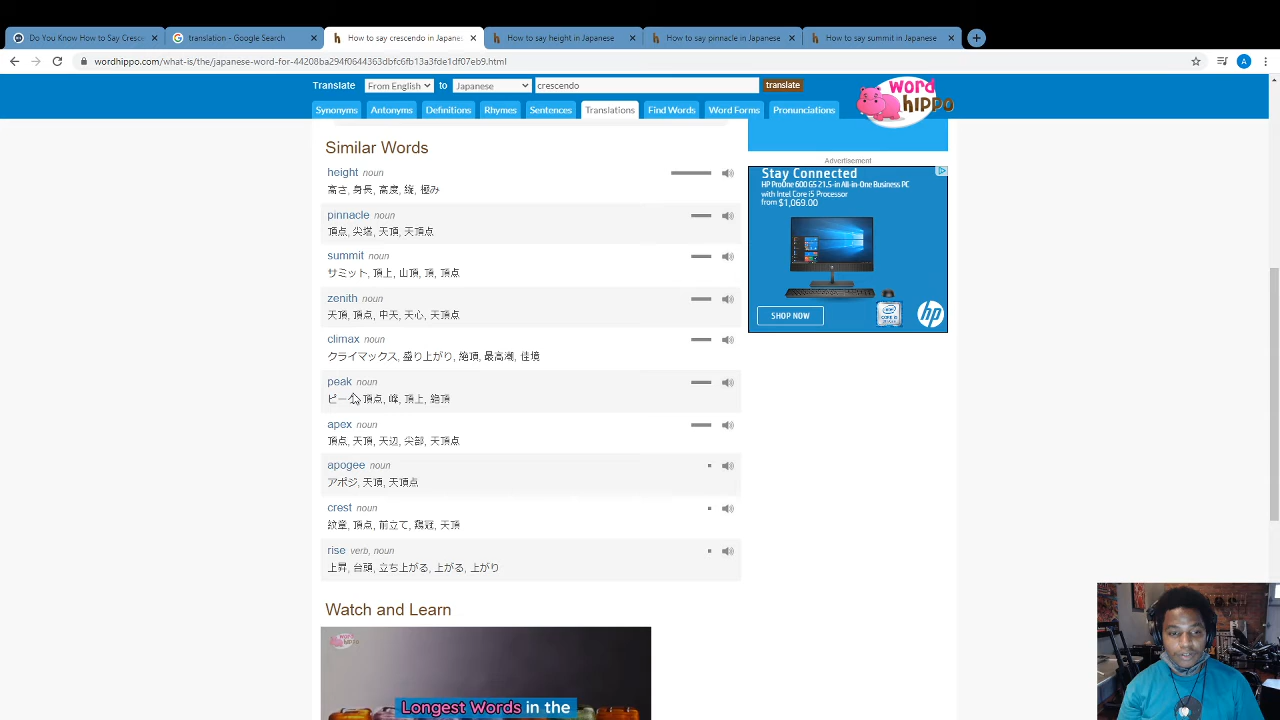 Do You Know How to Say Cresc
translation - Google Search
How to say crescendo in Japane
How to say height in Japanese
How to say pinnacle in Japanese
How to say summit in Japanese
wordhippo.com/what-is/the/japanese-word-for-44208ba294f0644363dbfc6fb13a3fde1df07eb9.html
A
Translate From English to Japanese crescendo translate
word hippo
Synonyms Antonyms Definitions Rhymes Sentences Translations Find Words Word Forms Pronunciations
Similar Words
height noun
高さ, 身長, 高度, 巍, 極み
pinnacle noun
頂点, 尖塔, 天頂, 天頂点
summit noun
サミット, 頂上, 山頂, 頂, 頂点
zenith noun
天頂, 頂点, 中天, 天心, 天頂点
climax noun
クライマックス, 盛り上がり, 絶頂, 最高潮, 佳境
peak noun
ピーク, 頂点, 峰, 頂上, 絶頂
apex noun
頂点, 天頂, 天辺, 尖部, 天頂点
apogee noun
アポジ, 天頂, 天頂点
crest noun
紋章, 頂点, 前立て, 鶏冠, 天頂
rise verb, noun
上昇, 台頭, 立ち上がる, 上がる, 上がり
Watch and Learn
word hippo
Longest Words in the
Advertisement
Stay Connected
HP ProOne 600 G5 21.5-in All-in-One Business PC
with Intel Core i5 Processor
from $1,069.00
SHOP NOW
hp